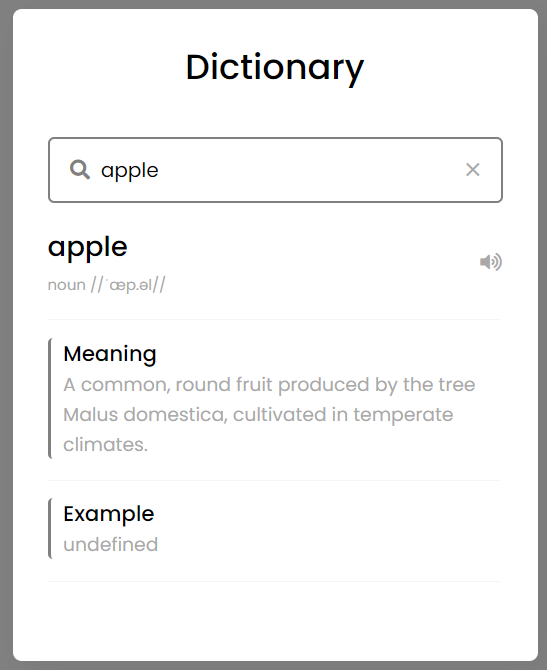 Dictionary
apple
apple
noun //ˈæp.əl//
Meaning
A common, round fruit produced by the tree
Malus domestica, cultivated in temperate
climates.
Example
undefined